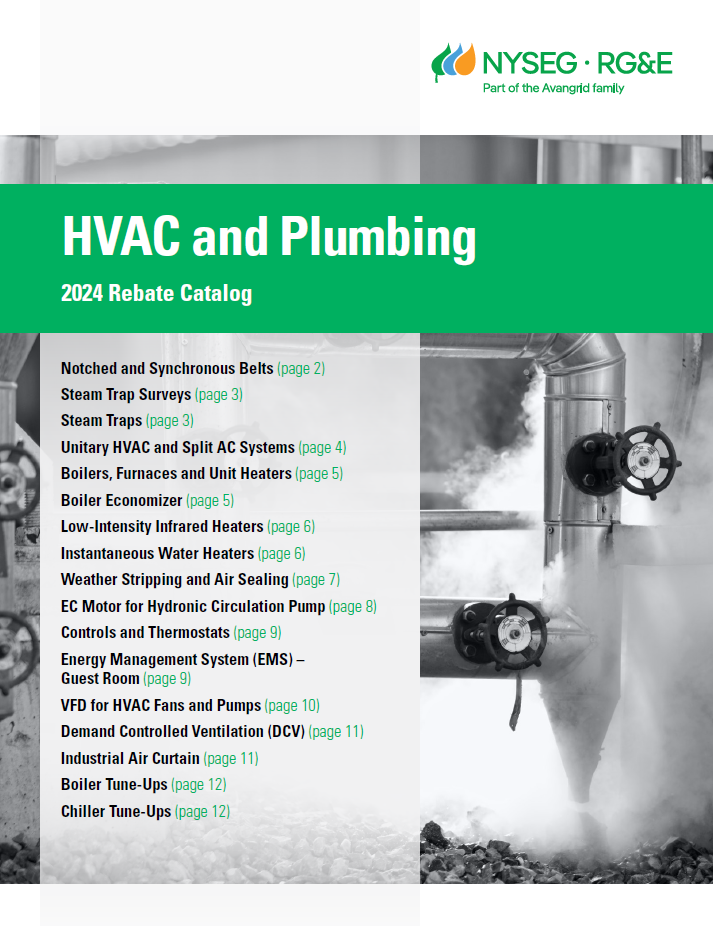 NYSEG · RG&E
Part of the Avangrid family
HVAC and Plumbing
2024 Rebate Catalog
Notched and Synchronous Belts (page 2)
Steam Trap Surveys (page 3)
Steam Traps (page 3)
Unitary HVAC and Split AC Systems (page 4)
Boilers, Furnaces and Unit Heaters (page 5)
Boiler Economizer (page 5)
Low-Intensity Infrared Heaters (page 6)
Instantaneous Water Heaters (page 6)
Weather Stripping and Air Sealing (page 7)
EC Motor for Hydronic Circulation Pump (page 8)
Controls and Thermostats (page 9)
Energy Management System (EMS) –
Guest Room (page 9)
VFD for HVAC Fans and Pumps (page 10)
Demand Controlled Ventilation (DCV) (page 11)
Industrial Air Curtain (page 11)
Boiler Tune-Ups (page 12)
Chiller Tune-Ups (page 12)